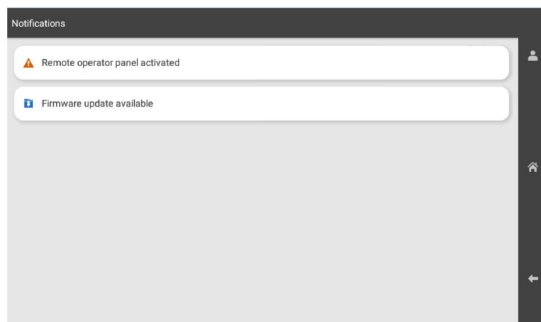 Notifications
Remote operator panel activated
Firmware update available